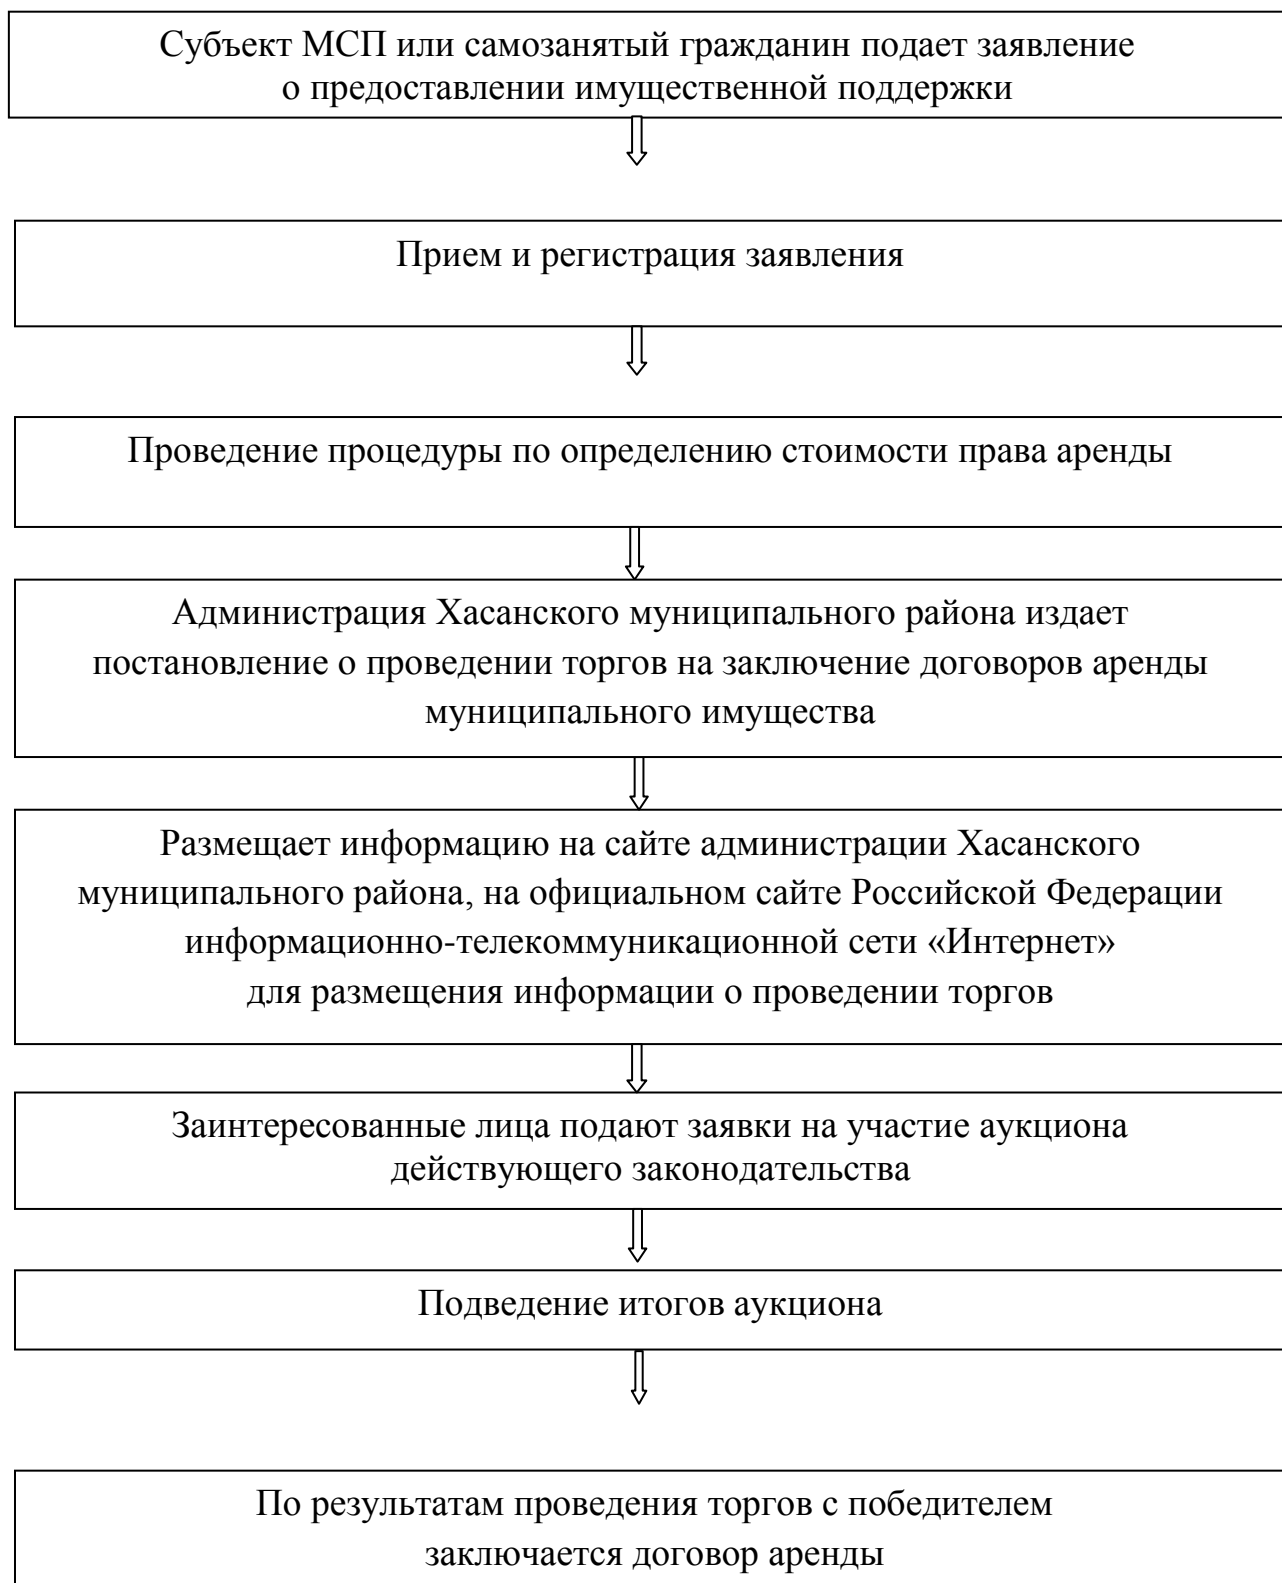 Субъект МСП или самозанятый гражданин подает заявление
о предоставлении имущественной поддержки
Прием и регистрация заявления
Проведение процедуры по определению стоимости права аренды
Администрация Хасанского муниципального района издает
постановление о проведении торгов на заключение договоров аренды
муниципального имущества
Размещает информацию на сайте администрации Хасанского
муниципального района, на официальном сайте Российской Федерации
информационно-телекоммуникационной сети «Интернет»
для размещения информации о проведении торгов
Заинтересованные лица подают заявки на участие аукциона
действующего законодательства
Подведение итогов аукциона
По результатам проведения торгов с победителем
заключается договор аренды